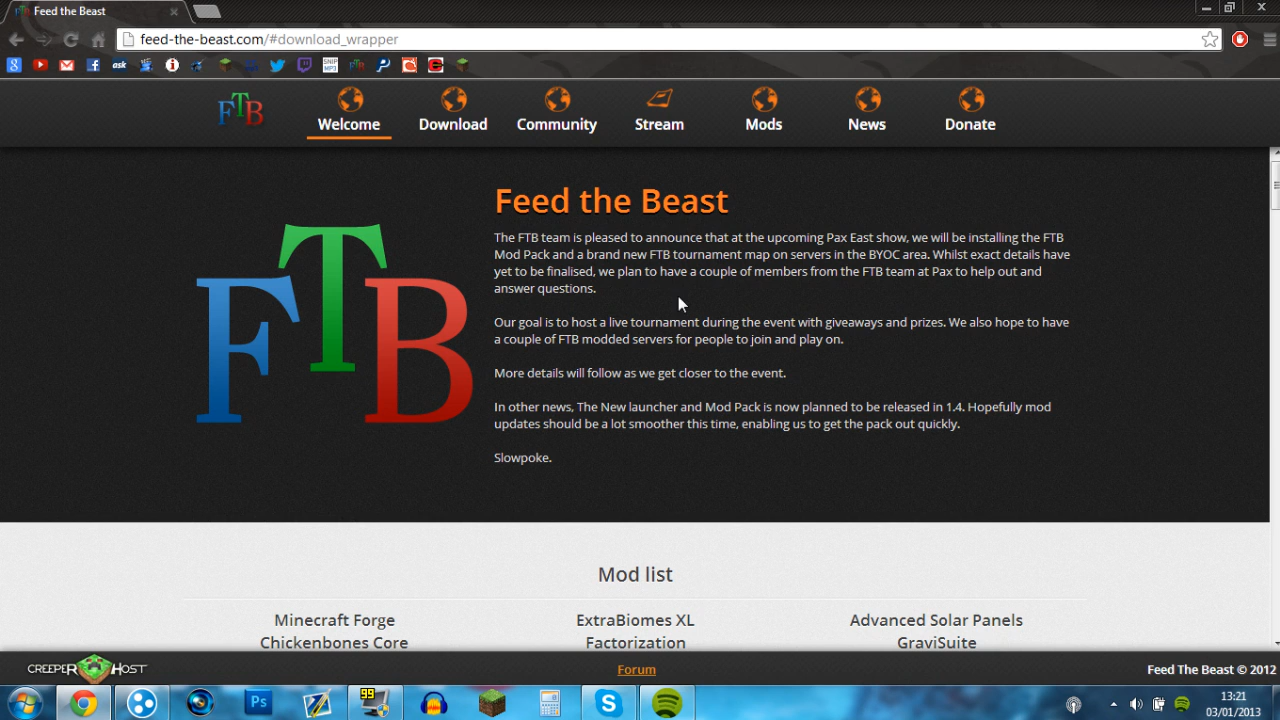 Feed the Beast
feed-the-beast.com/#download_wrapper
ask
SNIP
MP3
FTB
Welcome
Download
Community
Stream
Mods
News
Donate
FTB
Feed the Beast
The FTB team is pleased to announce that at the upcoming Pax East show, we will be installing the FTB
Mod Pack and a brand new FTB tournament map on servers in the BYOC area. Whilst exact details have
yet to be finalised, we plan to have a couple of members from the FTB team at Pax to help out and
answer questions.
Our goal is to host a live tournament during the event with giveaways and prizes. We also hope to have
a couple of FTB modded servers for people to join and play on.
More details will follow as we get closer to the event.
In other news, The New launcher and Mod Pack is now planned to be released in 1.4. Hopefully mod
updates should be a lot smoother this time, enabling us to get the pack out quickly.
Slowpoke.
Mod list
Minecraft Forge
ExtraBiomes XL
Advanced Solar Panels
Chickenbones Core
Factorization
GraviSuite
CREEPER HOST
Forum
Feed The Beast © 2012
Ps
99
13:21
03/01/2013